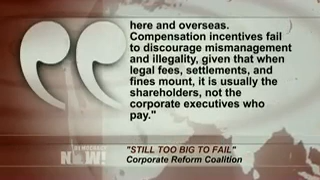 here and overseas.
Compensation incentives fail
to discourage mismanagement
and illegality, given that when
legal fees, settlements, and
fines mount, it is usually the
shareholders, not the
corporate executives who
pay."
"STILL TOO BIG TO FAIL"
Corporate Reform Coalition
DEMOCRACY
NOW!